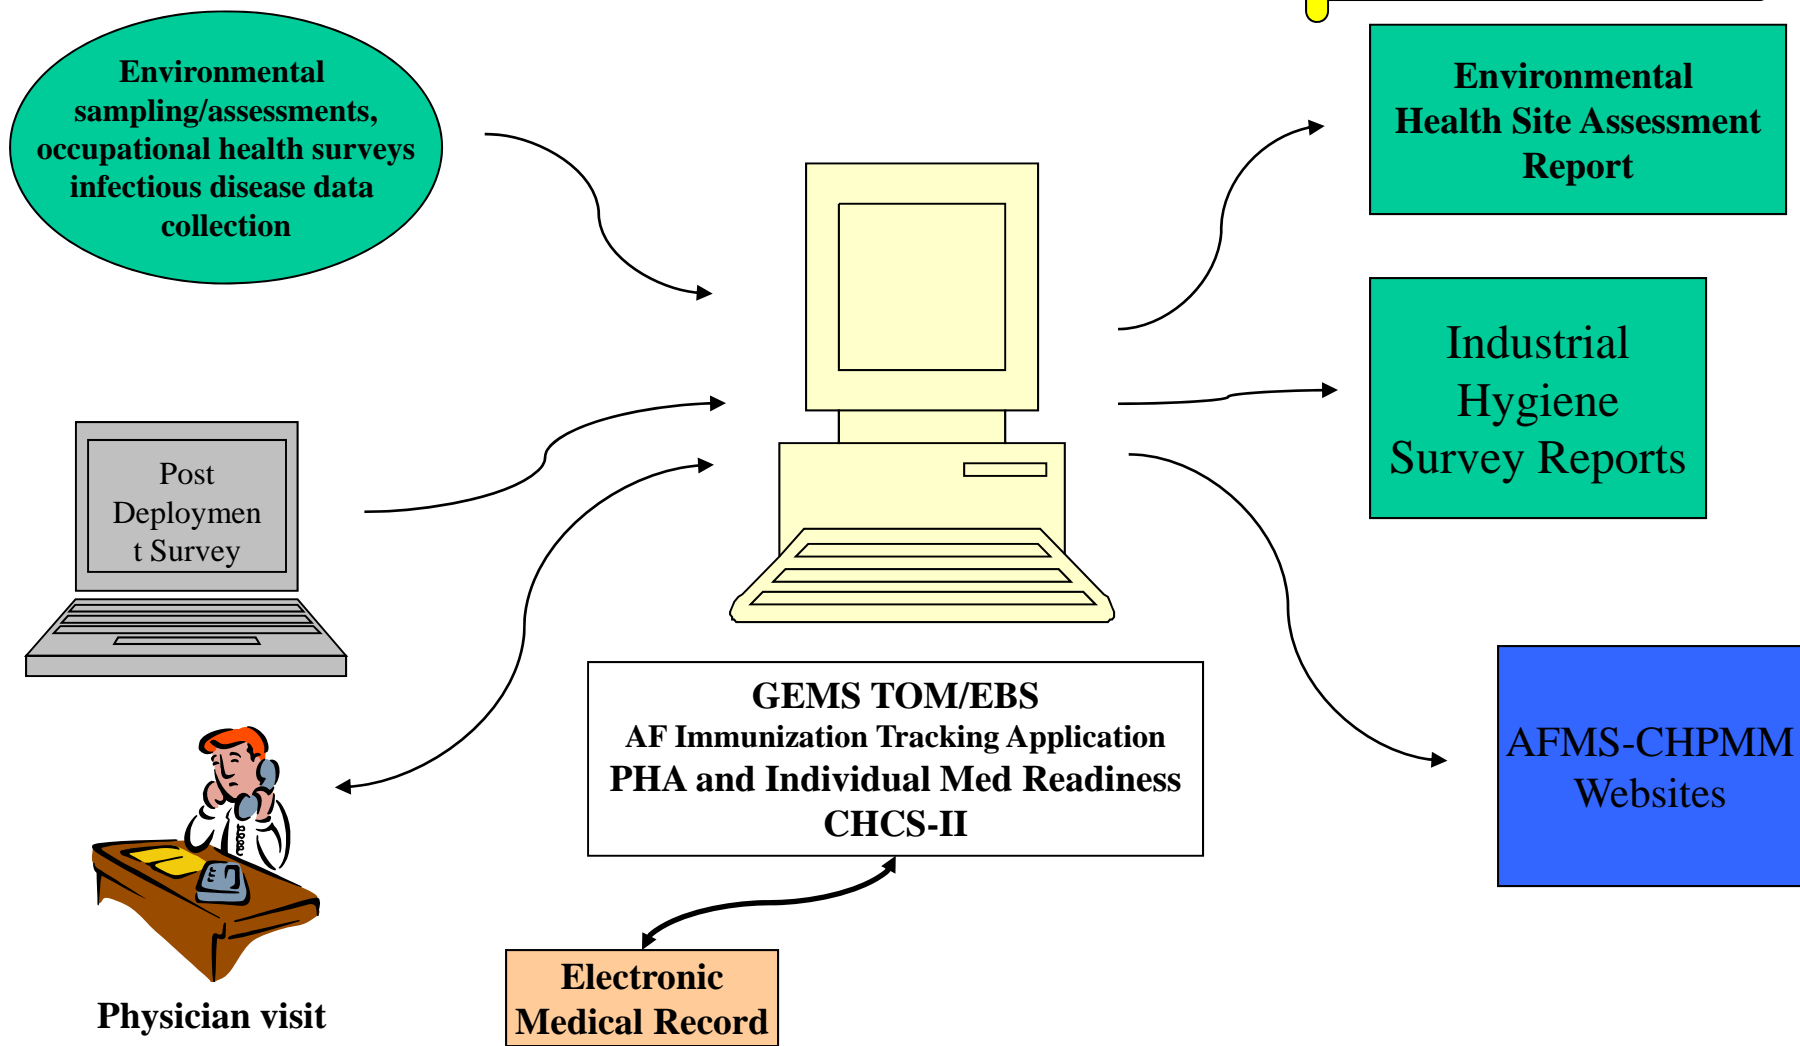 Environmental
sampling/assessments,
occupational health surveys
infectious disease data
collection
Environmental
Health Site Assessment
Report
Industrial
Hygiene
Survey Reports
Post
Deploymen
t Survey
GEMS TOM/EBS
AF Immunization Tracking Application
PHA and Individual Med Readiness
CHCS-II
AFMS-CHPMM
Websites
Physician visit
Electronic
Medical Record